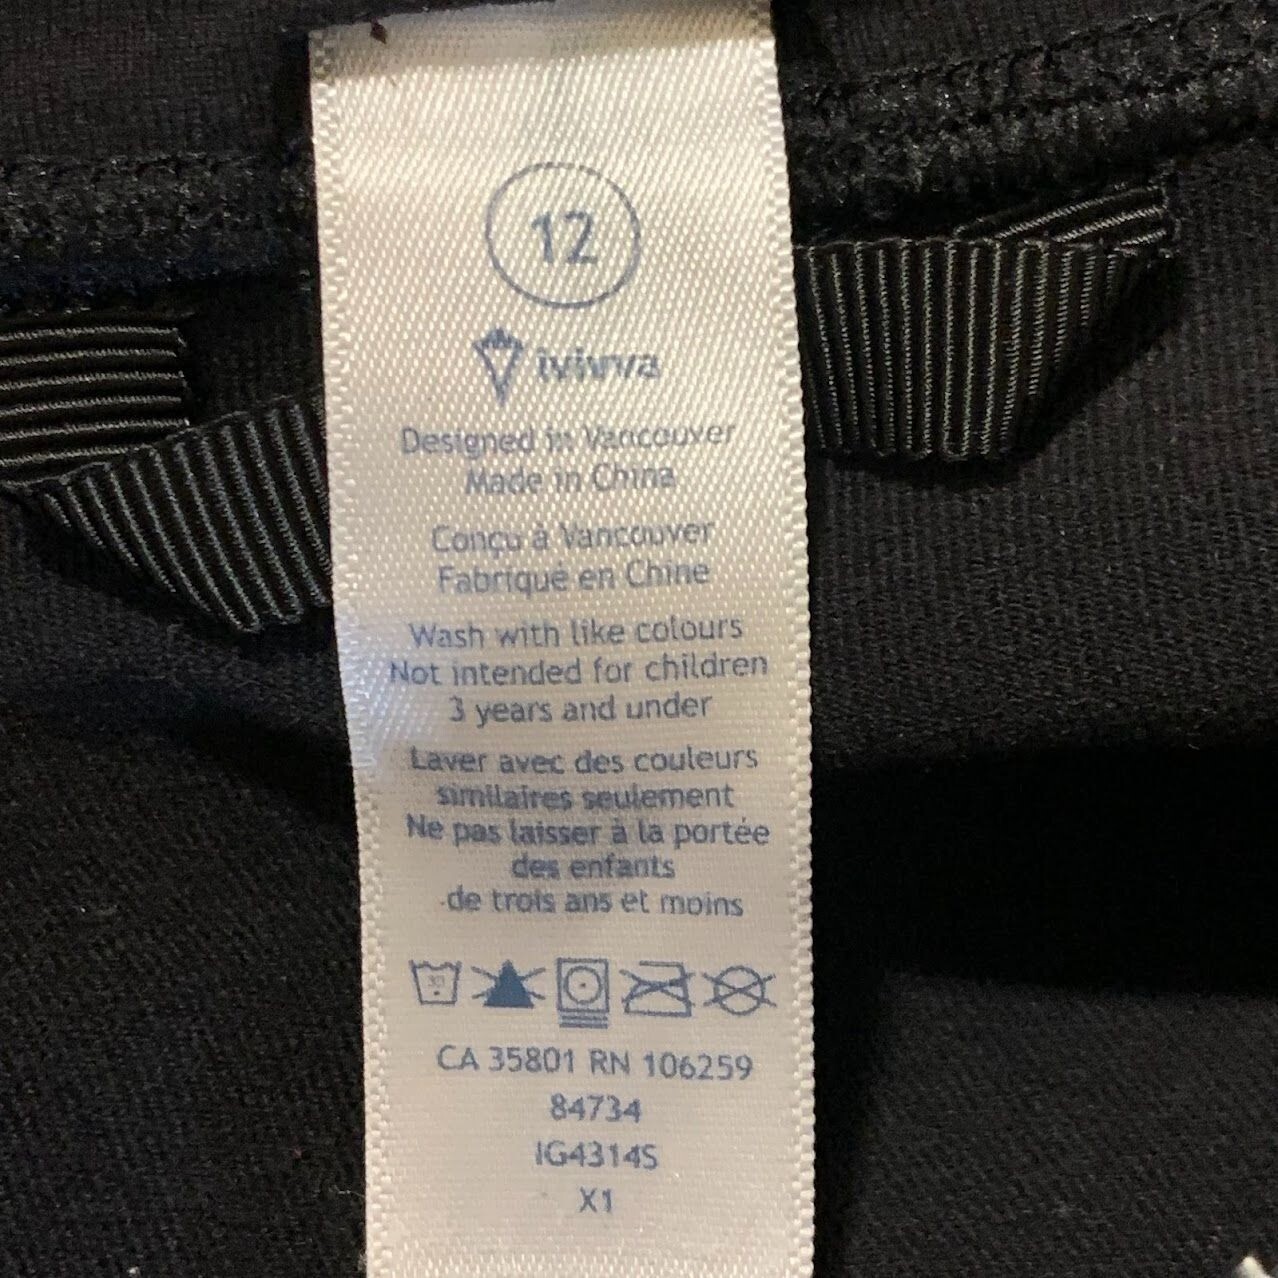 12
ivivva
Designed in Vancouver
Made in China
Conçu à Vancouver
Fabriqué en Chine
Wash with like colours
Not intended for children
3 years and under
Laver avec des couleurs
similaires seulement
Ne pas laisser à la portée
des enfants
de trois ans et moins
30
CA 35801 RN 106259
84734
IG4314S
X1